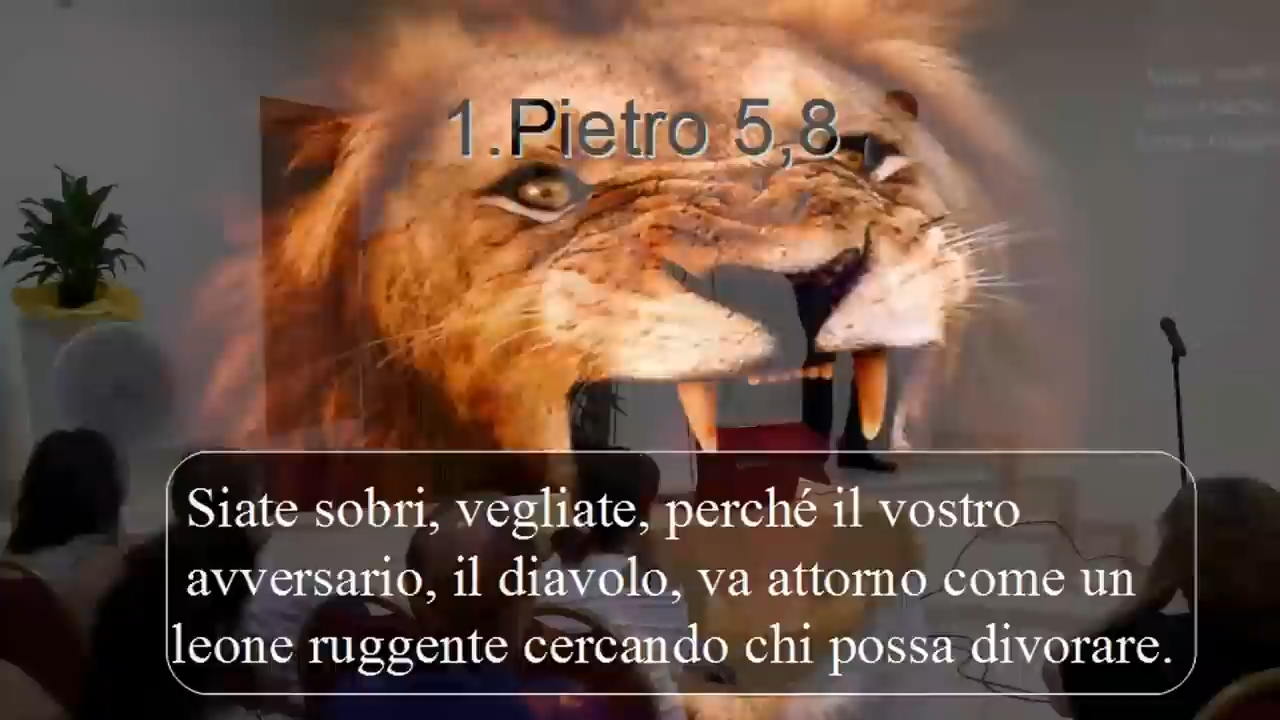 1.Pietro 5,8
Siate sobri, vegliate, perché il vostro
avversario, il diavolo, va attorno come un
leone ruggente cercando chi possa divorare.